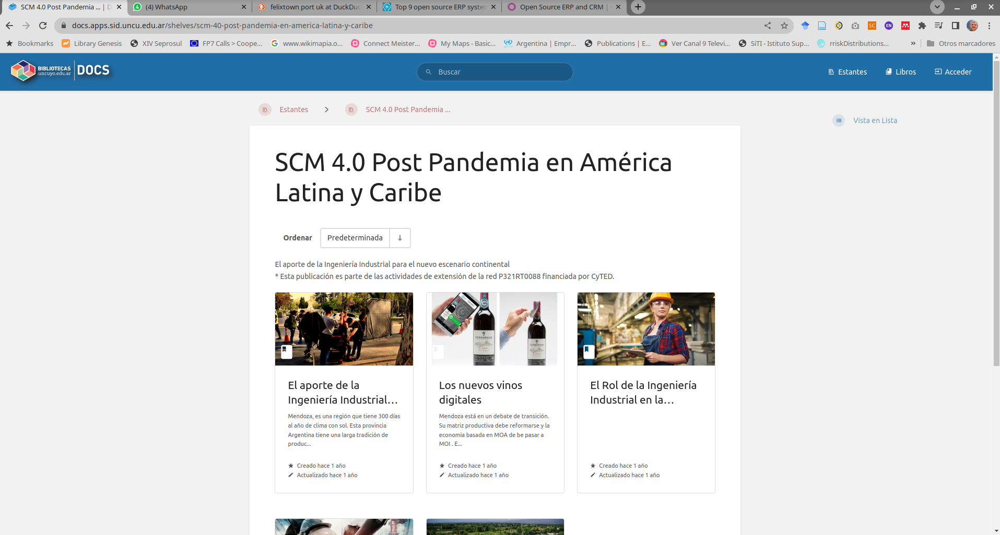 SCM 4.0 Post Pandemia ... | D
(4) WhatsApp
felixtown port uk at DuckDuc
Top 9 open source ERP system
Open Source ERP and CRM |
docs.apps.sid.uncu.edu.ar/shelves/scm-40-post-pandemia-en-america-latina-y-caribe
Bookmarks
Library Genesis
XIV Seprosul
FP7 Calls > Coope...
www.wikimapia.o...
Connect Meister...
My Maps - Basic...
Argentina | Empr...
Publications | E...
Ver Canal 9 Televi...
SiTI - Istituto Sup...
rriskDistributions...
»
Otros marcadores
BIBLIOTECAS
.uncuyo.edu.ar
DOCS
Buscar
Estantes
Libros
Acceder
Estantes
SCM 4.0 Post Pandemia ...
Vista en Lista
SCM 4.0 Post Pandemia en América
Latina y Caribe
Ordenar
Predeterminada
El aporte de la Ingeniería Industrial para el nuevo escenario continental
* Esta publicación es parte de las actividades de extensión de la red P321RT0088 financiada por CyTED.
FERNGROVE
FERNGROVE
El aporte de la
Ingeniería Industrial...
Mendoza, es una región que tiene 300 días
al año de clima con sol. Esta provincia
Argentina tiene una larga tradición de
produc...
Creado hace 1 año
Actualizado hace 1 año
Los nuevos vinos
digitales
Mendoza está en un debate de transición.
Su matriz productiva debe reformarse y la
economía basada en MOA de be pasar a
MOI . E...
Creado hace 1 año
Actualizado hace 1 año
El Rol de la Ingeniería
Industrial en la...
Creado hace 1 año
Actualizado hace 1 año